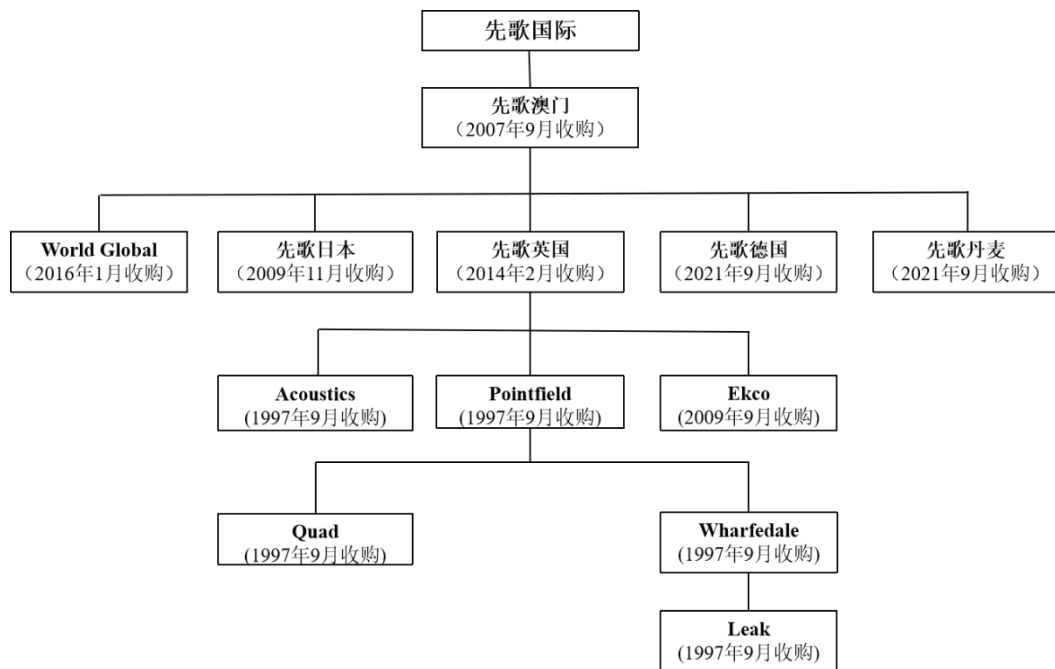 先歌国际
先歌澳门
（2007年9月收购）
World Global
（2016年1月收购）
先歌日本
（2009年11月收购）
先歌英国
（2014年2月收购）
先歌德国
（2021年9月收购）
先歌丹麦
（2021年9月收购）
Acoustics
(1997年9月收购)
Pointfield
(1997年9月收购)
Ekco
(2009年9月收购)
Quad
(1997年9月收购)
Wharfedale
(1997年9月收购)
Leak
(1997年9月收购)